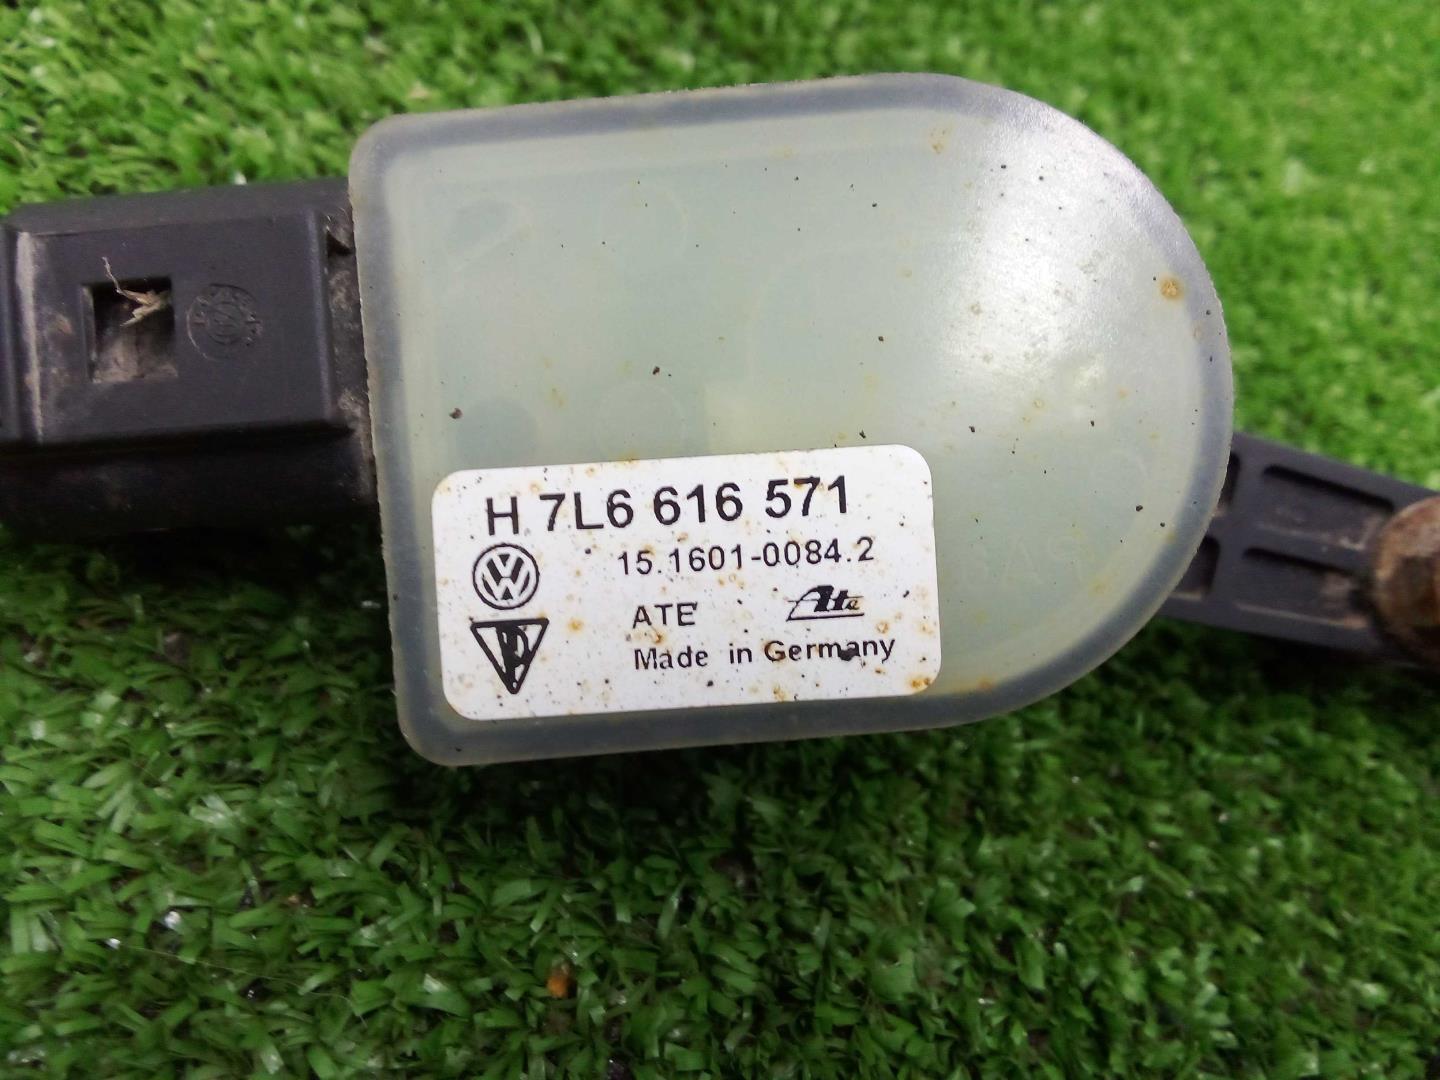 H 7L6 616 571
15.1601-0084.2
ATE Ate
Made in Germany